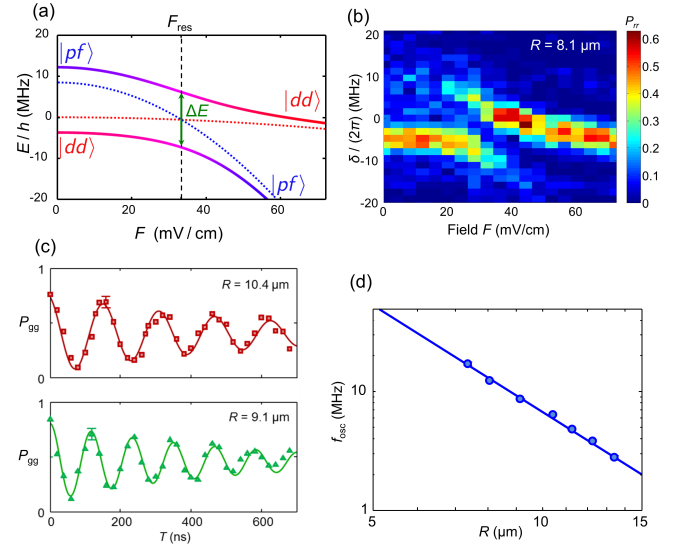 (a)
F_res
20
10
0
-10
-20
E / h (MHz)
|pf⟩
|dd⟩
ΔE
|dd⟩
|pf⟩
0 20 40 60
F (mV / cm)
(b)
P_rr
R = 8.1 µm
20
10
0
-10
-20
δ / (2π) (MHz)
0 20 40 60
Field F (mV/cm)
0.6
0.5
0.4
0.3
0.2
0.1
0
(c)
1
P_gg
0
R = 10.4 µm
1
P_gg
0
R = 9.1 µm
0 200 400 600
T (ns)
(d)
10
1
f_osc (MHz)
5 10 15
R (µm)